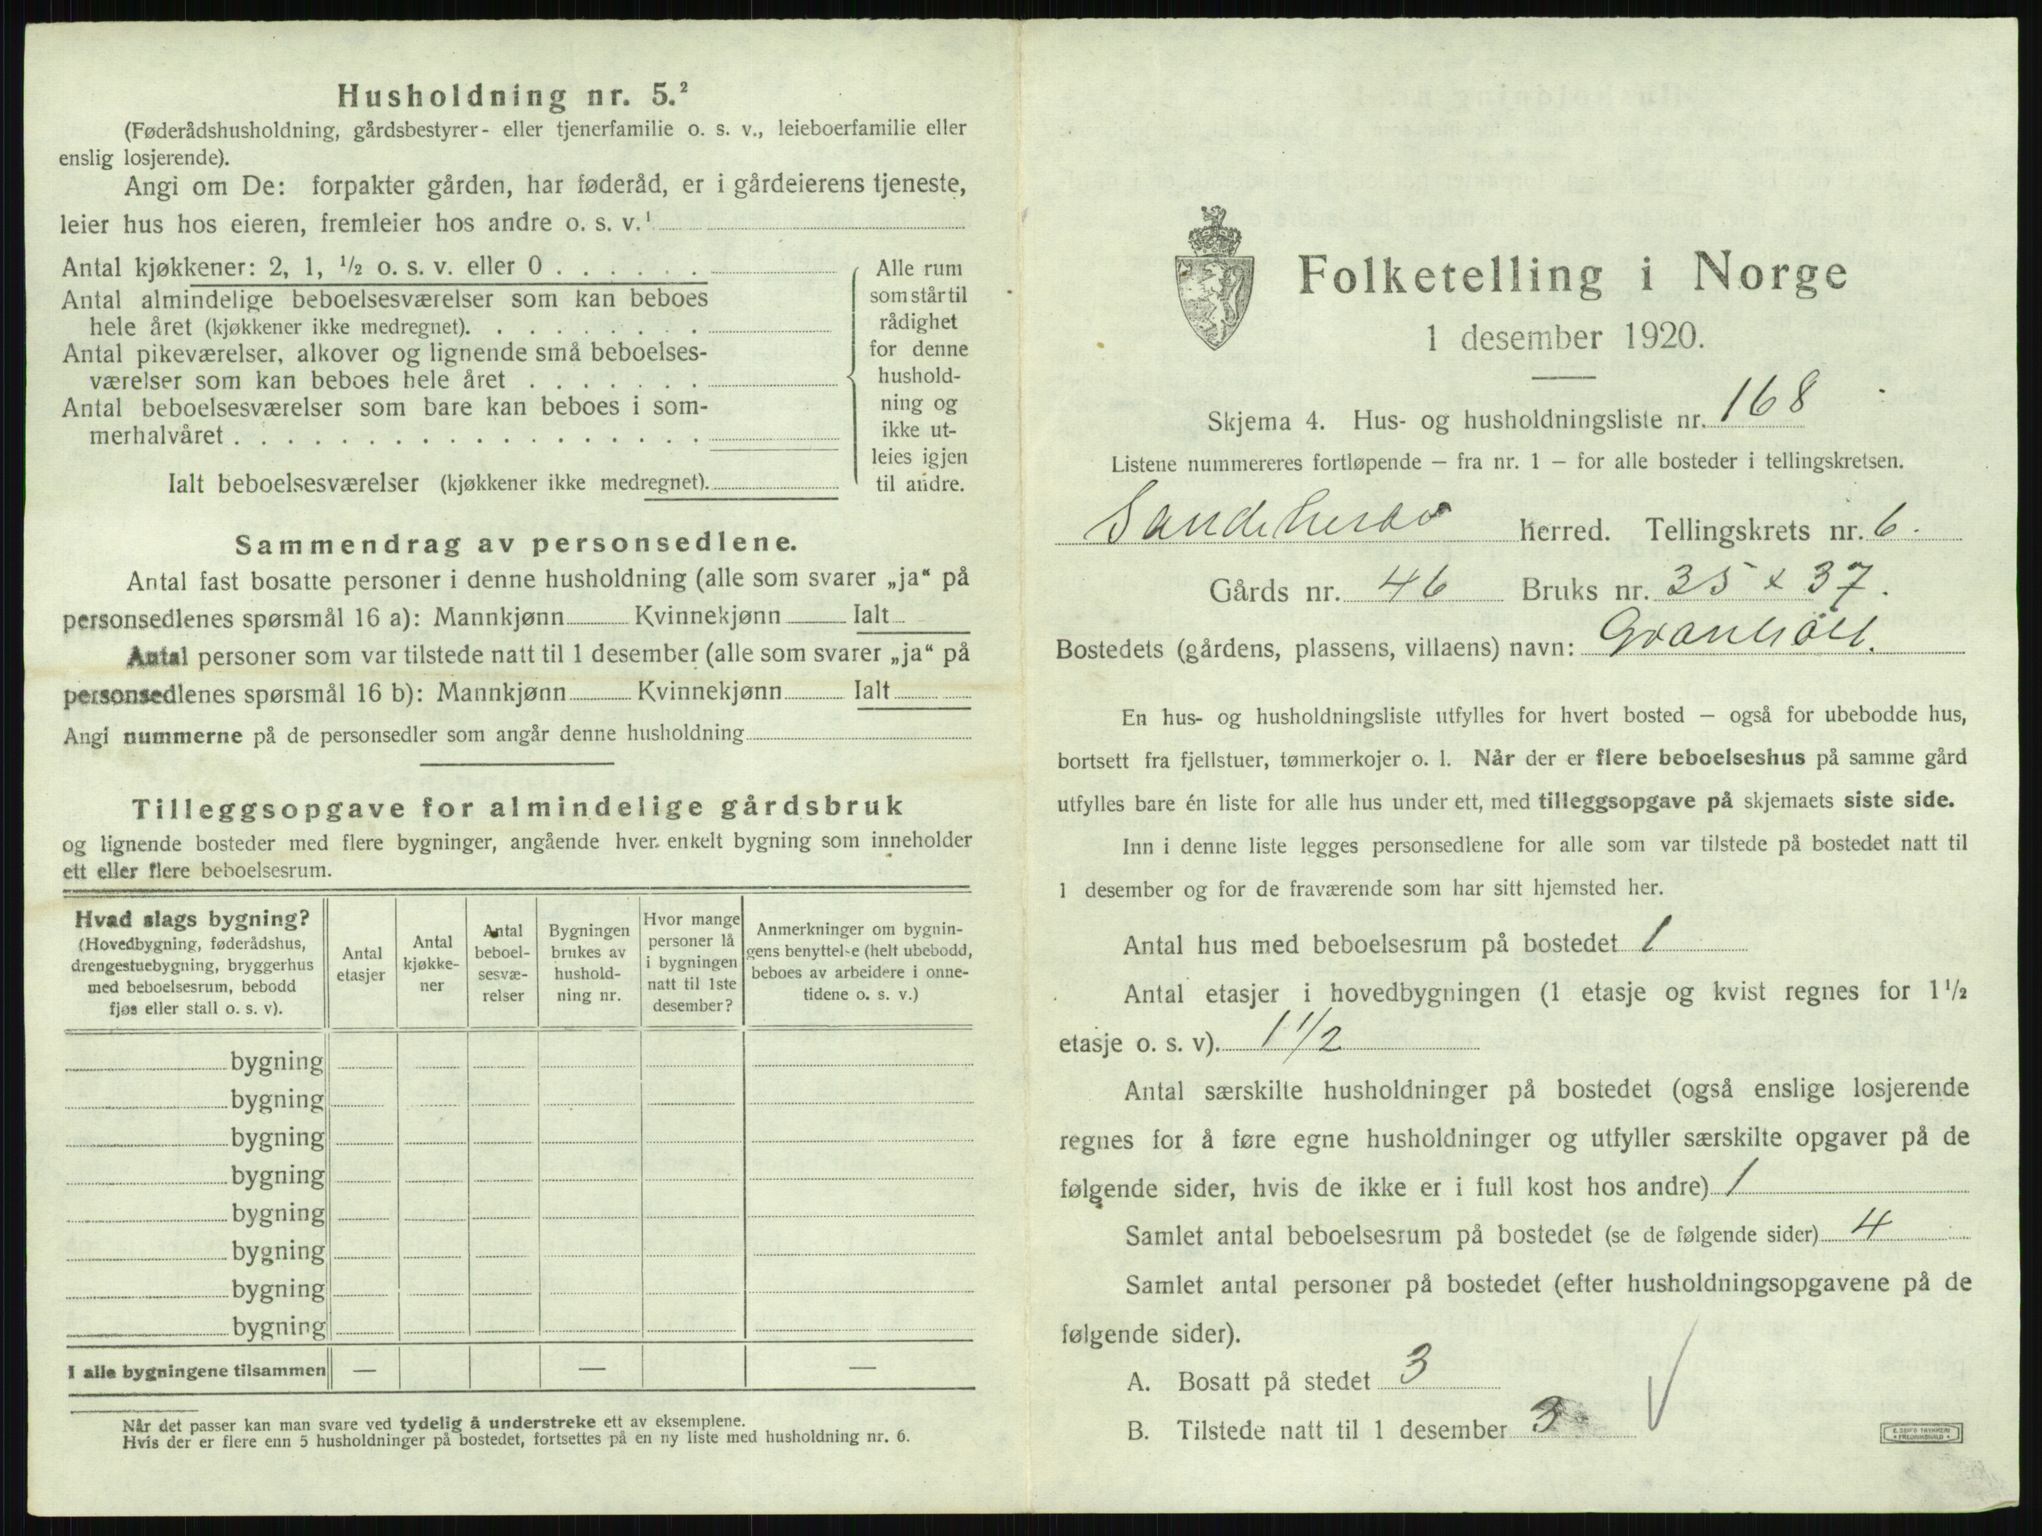 Husholdning nr. 5.²
(Føderådshusholdning, gårdsbestyrer- eller tjenerfamilie o. s. v., leieboerfamilie eller
enslig losjerende).
Angi om De: forpakter gården, har føderåd, er i gårdeierens tjeneste,
leier hus hos eieren, fremleier hos andre o. s. v.¹
Antal kjøkkener: 2, 1, ½ o. s. v. eller 0 . . . . . .
Antal almindelige beboelsesværelser som kan beboes
hele året (kjøkkener ikke medregnet). . . . . . . . .
Antal pikeværelser, alkover og lignende små beboelses-
værelser som kan beboes hele året . . . . . . .
Antal beboelsesværelser som bare kan beboes i som-
merhalvåret . . . . . . . . . . . . . . . . . .
Ialt beboelsesværelser (kjøkkener ikke medregnet).
Alle rum
som står til
rådighet
for denne
hushold-
ning og
ikke ut-
leies igjen
til andre.
Sammendrag av personsedlene.
Antal fast bosatte personer i denne husholdning (alle som svarer „ja“ på
personsedlenes spørsmål 16 a): Mannkjønn Kvinnekjønn Ialt
Antal personer som var tilstede natt til 1 desember (alle som svarer „ja“ på
personsedlenes spørsmål 16 b): Mannkjønn Kvinnekjønn Ialt
Angi nummerne på de personsedler som angår denne husholdning
Tilleggsopgave for almindelige gårdsbruk
og lignende bosteder med flere bygninger, angående hver enkelt bygning som inneholder
ett eller flere beboelsesrum.
Hvad slags bygning?
(Hovedbygning, føderådshus,
drengestuebygning, bryggerhus
med beboelsesrum, bebodd
fjøs eller stall o. s. v).
Antal
etasjer
Antal
kjøkke-
ner
Antal
beboel-
sesvæ-
relser
Bygningen
brukes av
hushold-
ning nr.
Hvor mange
personer lå
i bygningen
natt til 1ste
desember?
Anmerkninger om bygnin-
gens benyttelse (helt ubebodd,
beboes av arbeidere i onne-
tidene o. s. v.)
bygning
bygning
bygning
bygning
bygning
bygning
bygning
bygning
I alle bygningene tilsammen — — —
Når det passer kan man svare ved tydelig å understreke ett av eksemplene.
Hvis der er flere enn 5 husholdninger på bostedet, fortsettes på en ny liste med husholdning nr. 6.
Folketelling i Norge
1 desember 1920.
Skjema 4. Hus- og husholdningsliste nr. 168
Listene nummereres fortløpende – fra nr. 1 – for alle bosteder i tellingskretsen.
Sandeherav herred. Tellingskrets nr. 6.
Gårds nr. 46 Bruks nr. 35 x 37.
Bostedets (gårdens, plassens, villaens) navn: Granholt.
En hus- og husholdningsliste utfylles for hvert bosted – også for ubebodde hus,
bortsett fra fjellstuer, tømmerkojer o. l. Når der er flere beboelseshus på samme gård
utfylles bare én liste for alle hus under ett, med tilleggsopgave på skjemaets siste side.
Inn i denne liste legges personsedlene for alle som var tilstede på bostedet natt til
1 desember og for de fraværende som har sitt hjemsted her.
Antal hus med beboelsesrum på bostedet 1
Antal etasjer i hovedbygningen (1 etasje og kvist regnes for 1 ½
etasje o. s. v). 1 1/2
Antal særskilte husholdninger på bostedet (også enslige losjerende
regnes for å føre egne husholdninger og utfyller særskilte opgaver på de
følgende sider, hvis de ikke er i full kost hos andre) 1
Samlet antal beboelsesrum på bostedet (se de følgende sider) 4
Samlet antal personer på bostedet (efter husholdningsopgavene på de
følgende sider).
A. Bosatt på stedet 3
B. Tilstede natt til 1 desember 3